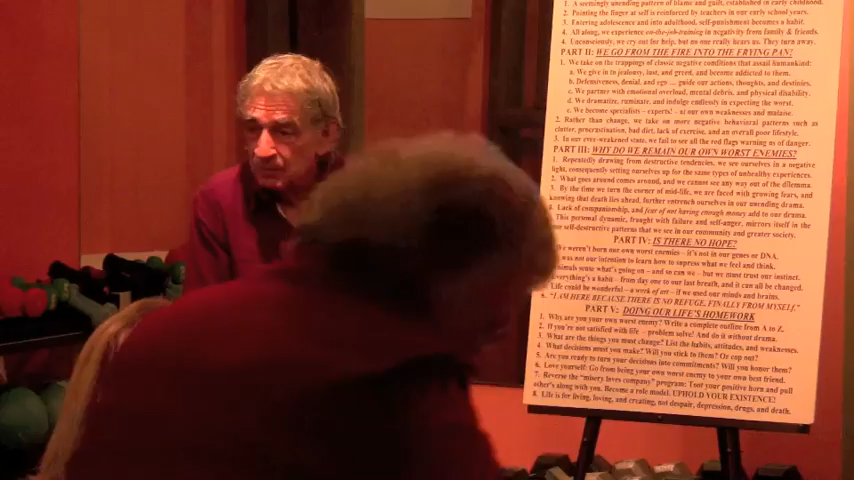 1. A seemingly unending pattern of blame and guilt, established in early childhood.
2. Pointing the finger at self is reinforced by teachers in our early school years.
3. Entering adolescence and into adulthood, self-punishment becomes a habit.
4. All along, we experience on-the-job-training in negativity from family & friends.
4. Unconsciously, we cry out for help, but no one really hears us. They turn away.
PART II: WE GO FROM THE FIRE INTO THE FRYING PAN!
1. We take on the trappings of classic negative conditions that assail humankind:
a. We give in to jealousy, lust, and greed, and become addicted to them.
b. Defensiveness, denial, and ego ... guide our actions, thoughts, and destinies.
c. We partner with emotional overload, mental debris, and physical disability.
d. We dramatize, ruminate, and indulge endlessly in expecting the worst.
e. We become specialists - experts! - at our own weaknesses and malaise.
2. Rather than change, we take on more negative behavioral patterns such as
clutter, procrastination, bad diet, lack of exercise, and an overall poor lifestyle.
3. In our ever-weakened state, we fail to see all the red flags warning us of danger.
PART III: WHY DO WE REMAIN OUR OWN WORST ENEMIES?
1. Repeatedly drawing from destructive tendencies, we see ourselves in a negative
light, consequently setting ourselves up for the same types of unhealthy experiences.
2. What goes around comes around, and we cannot see any way out of the dilemma.
3. By the time we turn the corner of mid-life, we are faced with growing fears, and
knowing that death lies ahead, further entrench ourselves in our unending drama.
4. Lack of companionship, and fear of not having enough money add to our drama.
This personal dynamic, fraught with failure and self-anger, mirrors itself in the
self-destructive patterns that we see in our community and greater society.
PART IV: IS THERE NO HOPE?
We weren't born our own worst enemies - it's not in our genes or DNA.
was not our intention to learn how to supress what we feel and think.
nimals sense what's going on - and so can we - but we must trust our instinct.
Everything's a habit - from day one to our last breath, and it can all be changed.
Life could be wonderful - a work of art - if we used our minds and brains.
6. "I AM HERE BECAUSE THERE IS NO REFUGE, FINALLY FROM MYSELF."
PART V: DOING OUR LIFE'S HOMEWORK
1. Why are you your own worst enemy? Write a complete outline from A to Z.
2. If you're not satisfied with life - problem solve! And do it without drama.
3. What are the things you must change? List the habits, attitudes, and weaknesses.
4. What decisions must you make? Will you stick to them? Or cop out?
5. Are you ready to turn your decisions into commitments? Will you honor them?
6. Love yourself: Go from being your own worst enemy to your own best friend.
7. Reverse the "misery loves company" program: Toot your positive horn and pull
other's along with you. Become a role model. UPHOLD YOUR EXISTENCE!
8. Life is for living, loving, and creating, not despair, depression, drugs, and death.